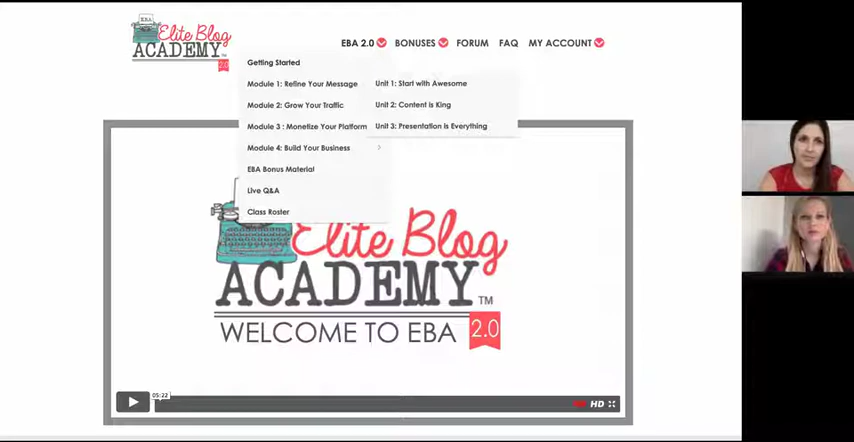 EBA
Elite Blog
ACADEMY™
2.0
EBA 2.0 BONUSES FORUM FAQ MY ACCOUNT
Getting Started
Module 1: Refine Your Message
Unit 1: Start with Awesome
Module 2: Grow Your Traffic
Unit 2: Content is King
Module 3 : Monetize Your Platform
Unit 3: Presentation is Everything
Module 4: Build Your Business
EBA Bonus Material
Live Q&A
Class Roster
Elite Blog
ACADEMY™
WELCOME TO EBA 2.0
05:22
HD